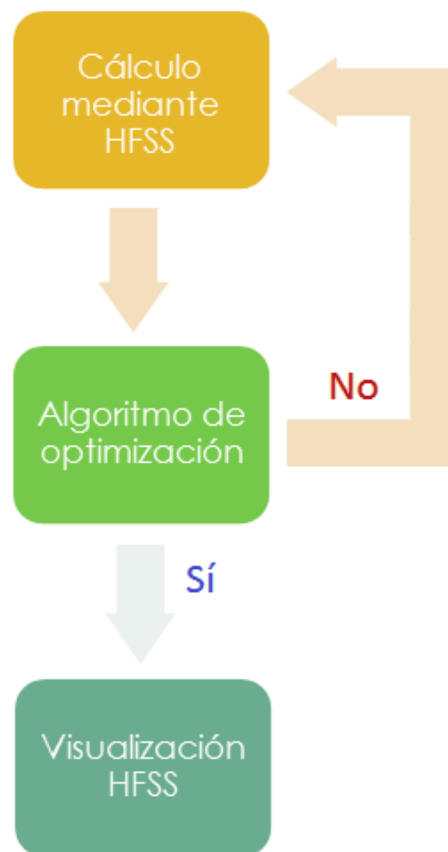 Cálculo
mediante
HFSS
Algoritmo de
optimización
No
Sí
Visualización
HFSS